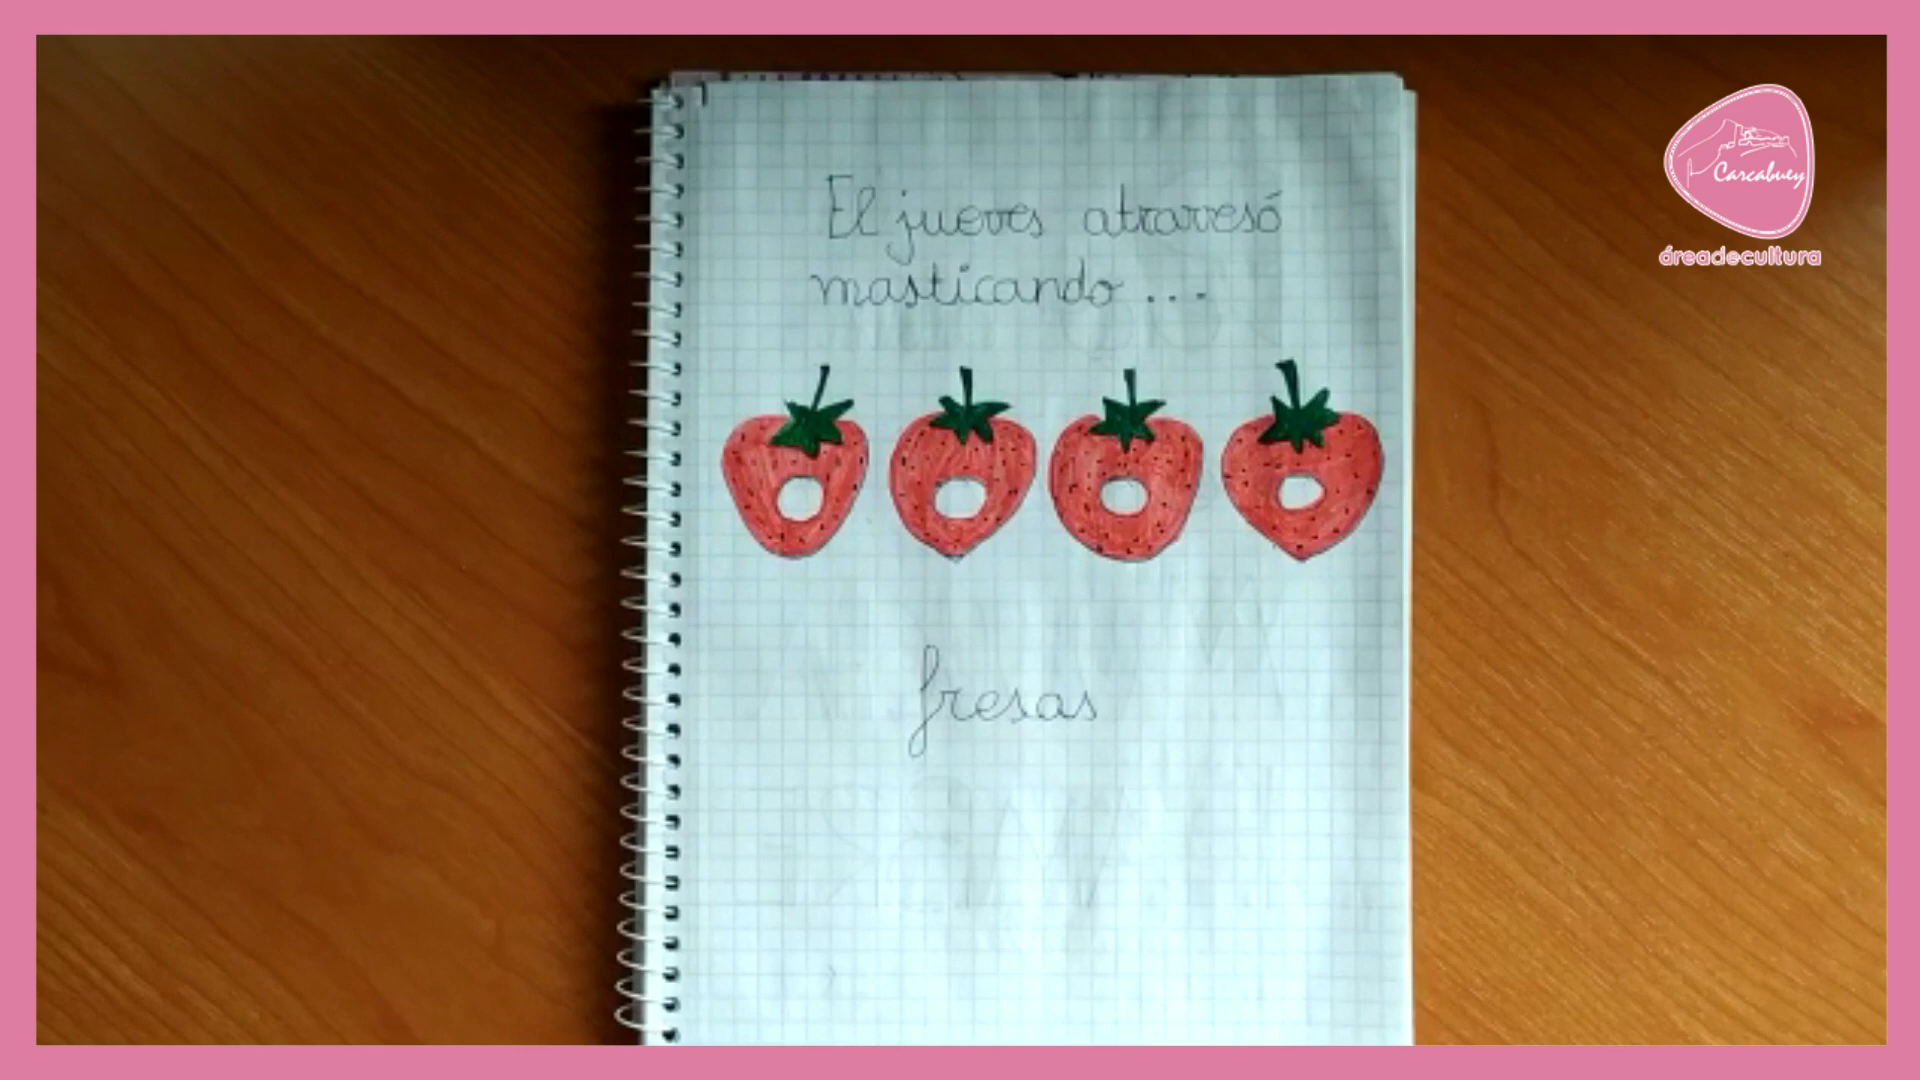 El jueves atravesó
masticando...
fresas
Carcabuey
áreadecultura